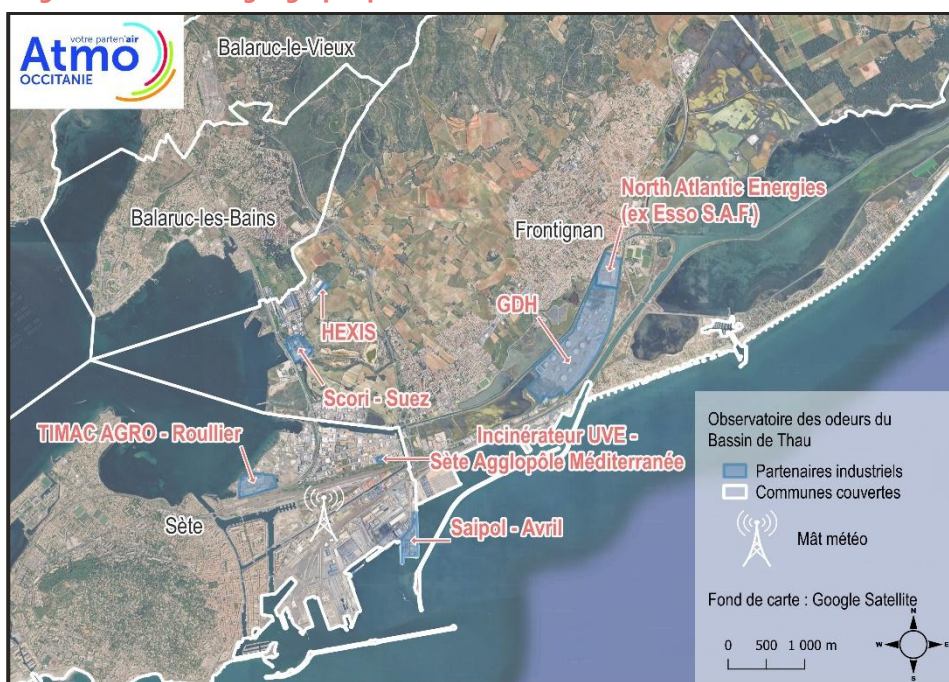 votre parten'air
Atmo
OCCITANIE
Balaruc-le-Vieux
Balaruc-les-Bains
North Atlantic Energies
(ex Esso S.A.F.)
Frontignan
GDH
HEXIS
Scori - Suez
TIMAC AGRO - Roullier
Incinérateur UVE -
Sète Agglopôle Méditerranée
Sète
Saipol - Avril
Observatoire des odeurs du
Bassin de Thau
Partenaires industriels
Communes couvertes
Mât météo
Fond de carte : Google Satellite
0 500 1 000 m
N
W E
S